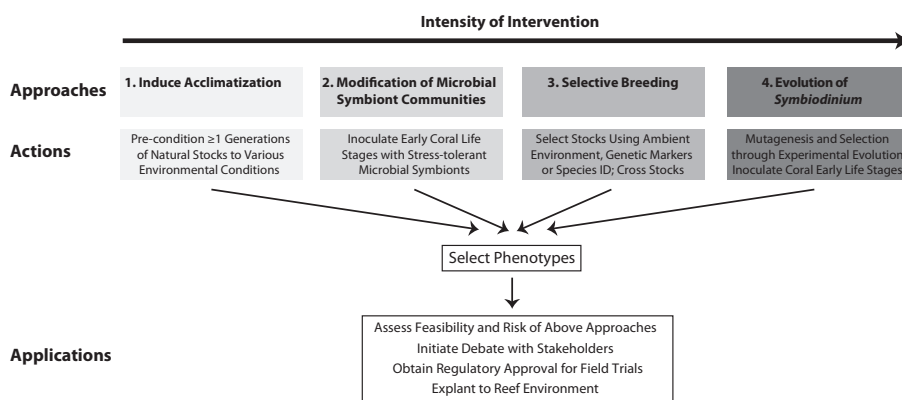 Intensity of Intervention
Approaches
1. Induce Acclimatization
2. Modification of Microbial
Symbiont Communities
3. Selective Breeding
4. Evolution of
Symbiodinium
Actions
Pre-condition ≥1 Generations
of Natural Stocks to Various
Environmental Conditions
Inoculate Early Coral Life
Stages with Stress-tolerant
Microbial Symbionts
Select Stocks Using Ambient
Environment, Genetic Markers
or Species ID; Cross Stocks
Mutagenesis and Selection
through Experimental Evolution
Inoculate Coral Early Life Stages
Select Phenotypes
Applications
Assess Feasibility and Risk of Above Approaches
Initiate Debate with Stakeholders
Obtain Regulatory Approval for Field Trials
Explant to Reef Environment